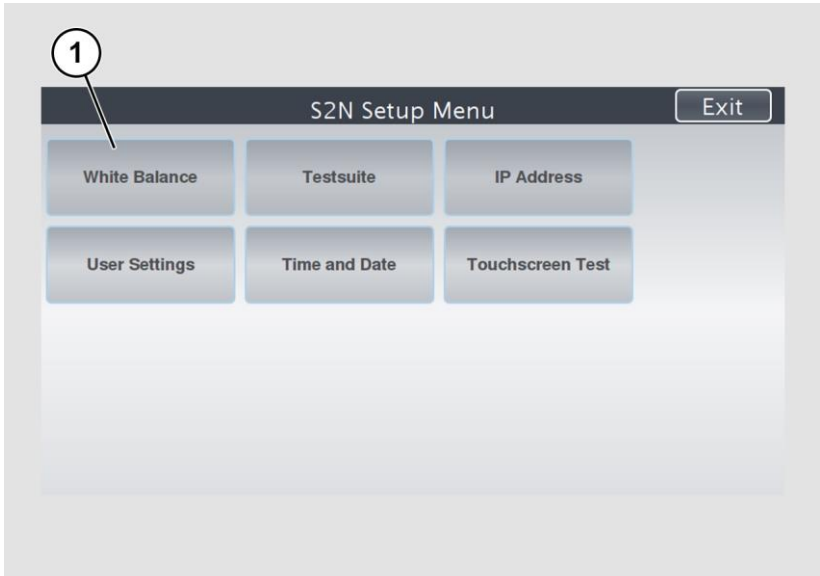 1
S2N Setup Menu
Exit
White Balance
Testsuite
IP Address
User Settings
Time and Date
Touchscreen Test